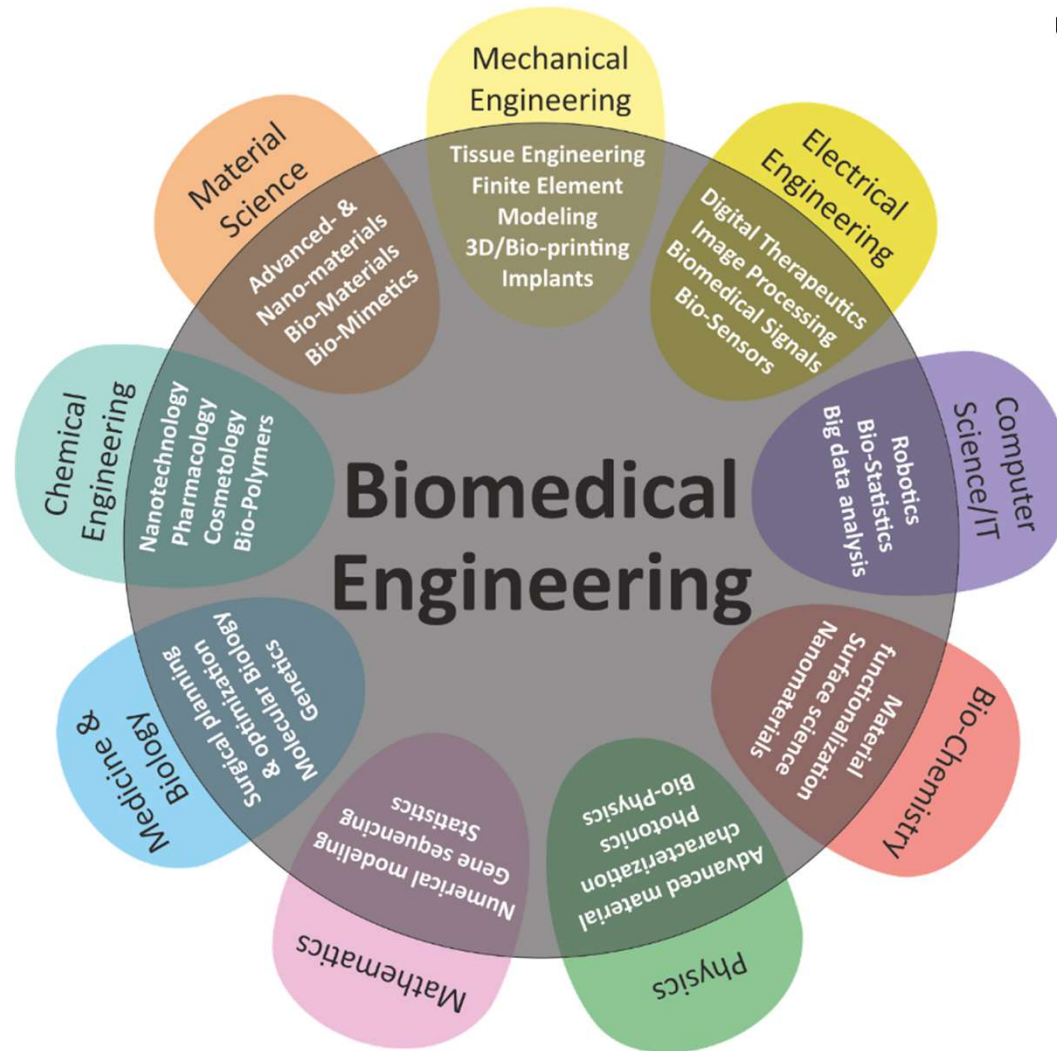 Mechanical
Engineering
Tissue Engineering
Finite Element
Modeling
3D/Bio-printing
Implants
Electrical
Engineering
Digital Therapeutics
Image Processing
Biomedical Signals
Bio-Sensors
Computer
Science/IT
Robotics
Bio-Statistics
Big data analysis
Bio-Chemistry
Material
functionalization
Surface science
Nanomaterials
Physics
Advanced material
characterization
Photonics
Bio-Physics
Mathematics
Numerical modeling
Gene sequencing
Statistics
Medicine &
Biology
Surgical planning
& optimization
Molecular Biology
Genetics
Chemical
Engineering
Nanotechnology
Pharmacology
Cosmetology
Bio-Polymers
Material
Science
Advanced- &
Nano-materials
Bio-Materials
Bio-Mimetics
Biomedical
Engineering